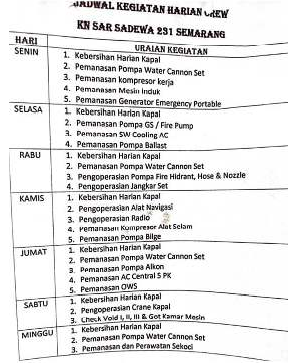 JADWAL KEGIATAN HARIAN CREW
KN SAR SADEWA 231 SEMARANG
HARI URAIAN KEGIATAN
SENIN 1. Kebersihan Harian Kapal
2. Pemanasan Pompa Water Cannon Set
3. Pemanasan kompresor kerja
4. Pemanasan Mesin Induk
5. Pemanasan Generator Emergency Portable
SELASA 1. Kebersihan Harian Kapal
2. Pemanasan Pompa GS / Fire Pump
3. Pemanasan SW Cooling AC
4. Pemanasan Pompa Ballast
RABU 1. Kebersihan Harian Kapal
2. Pemanasan Pompa Water Cannon Set
3. Pengoperasian Pompa Fire Hidrant, Hose & Nozzle
4. Pengoperasian Jangkar Set
KAMIS 1. Kebersihan Harian Kapal
2. Pengoperasian Alat Navigasi
3. Pengoperasian Radio
4. Pemanasan Kompresor Alat Selam
5. Pemanasan Pompa Bilge
JUMAT 1. Kebersihan Harian Kapal
2. Pemanasan Pompa Water Cannon Set
3. Pemanasan Pompa Alkon
4. Pemanasan AC Central 5 PK
5. Pemanasan OWS
SABTU 1. Kebersihan Harian Kapal
2. Pengoperasian Crane Kapal
3. Check Void I, II, III & Got Kamar Mesin
MINGGU 1. Kebersihan Harian Kapal
2. Pemanasan Pompa Water Cannon Set
3. Pemanasan dan Perawatan Sekoci